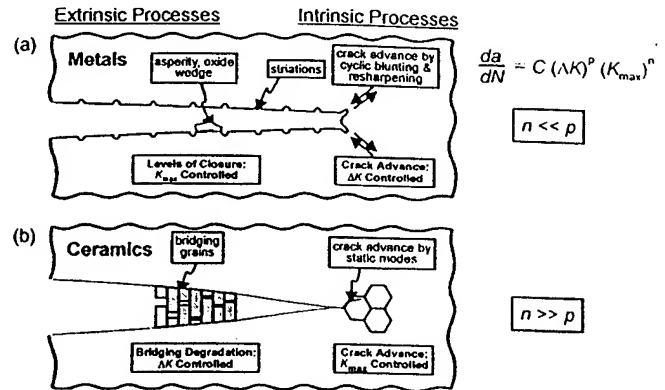 Extrinsic Processes
Intrinsic Processes
(a)
Metals
asperity, oxide
wedge
striations
crack advance by
cyclic blunting &
resharpening
da/dN = C (ΔK)^p (K_max)^n
n << p
Levels of Closure:
K_max Controlled
Crack Advance:
ΔK Controlled
(b)
Ceramics
bridging
grains
crack advance by
static modes
n >> p
Bridging Degradation:
ΔK Controlled
Crack Advance:
K_max Controlled